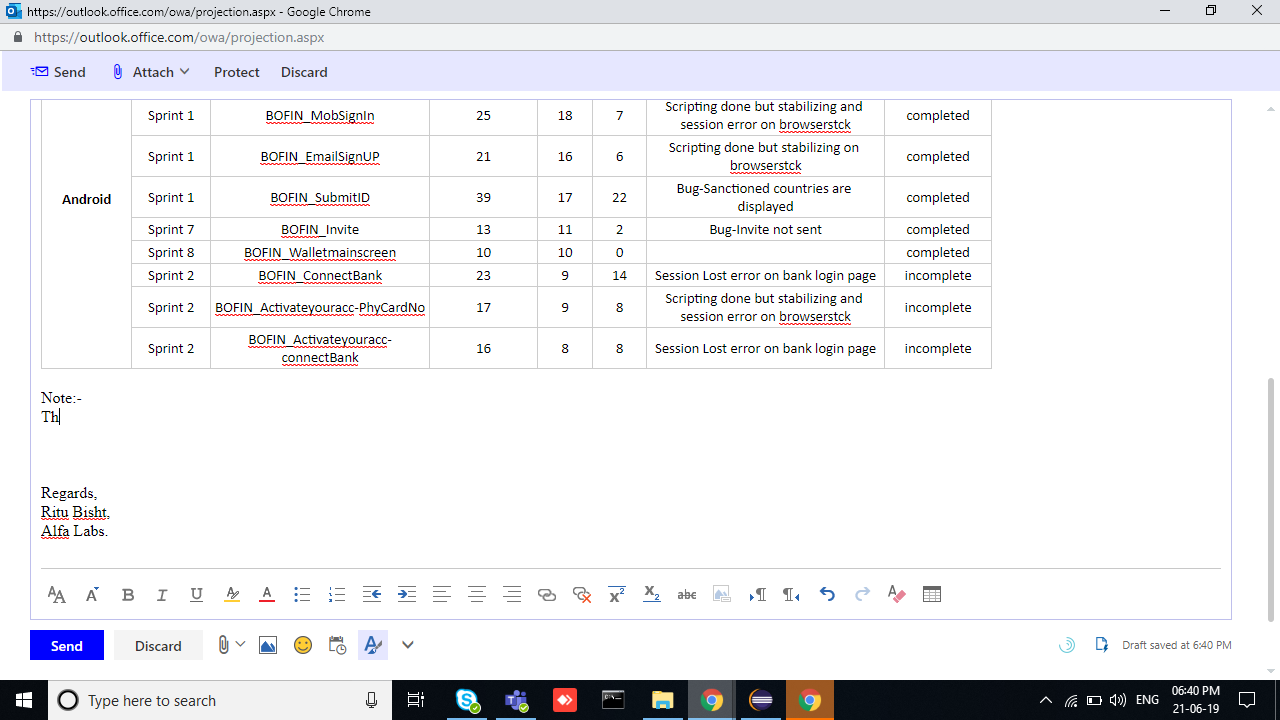 https://outlook.office.com/owa/projection.aspx - Google Chrome
https://outlook.office.com/owa/projection.aspx
Send Attach Protect Discard
Android
Sprint 1 BOFIN_MobSignIn 25 18 7 Scripting done but stabilizing and session error on browserstck completed
Sprint 1 BOFIN_EmailSignUP 21 16 6 Scripting done but stabilizing on browserstck completed
Sprint 1 BOFIN_SubmitID 39 17 22 Bug-Sanctioned countries are displayed completed
Sprint 7 BOFIN_Invite 13 11 2 Bug-Invite not sent completed
Sprint 8 BOFIN_Walletmainscreen 10 10 0 completed
Sprint 2 BOFIN_ConnectBank 23 9 14 Session Lost error on bank login page incomplete
Sprint 2 BOFIN_Activateyouracc-PhyCardNo 17 9 8 Scripting done but stabilizing and session error on browserstck incomplete
Sprint 2 BOFIN_Activateyouracc-connectBank 16 8 8 Session Lost error on bank login page incomplete
Note:-
Th
Regards,
Ritu Bisht,
Alfa Labs.
Send Discard Draft saved at 6:40 PM
Type here to search ENG 06:40 PM
21-06-19